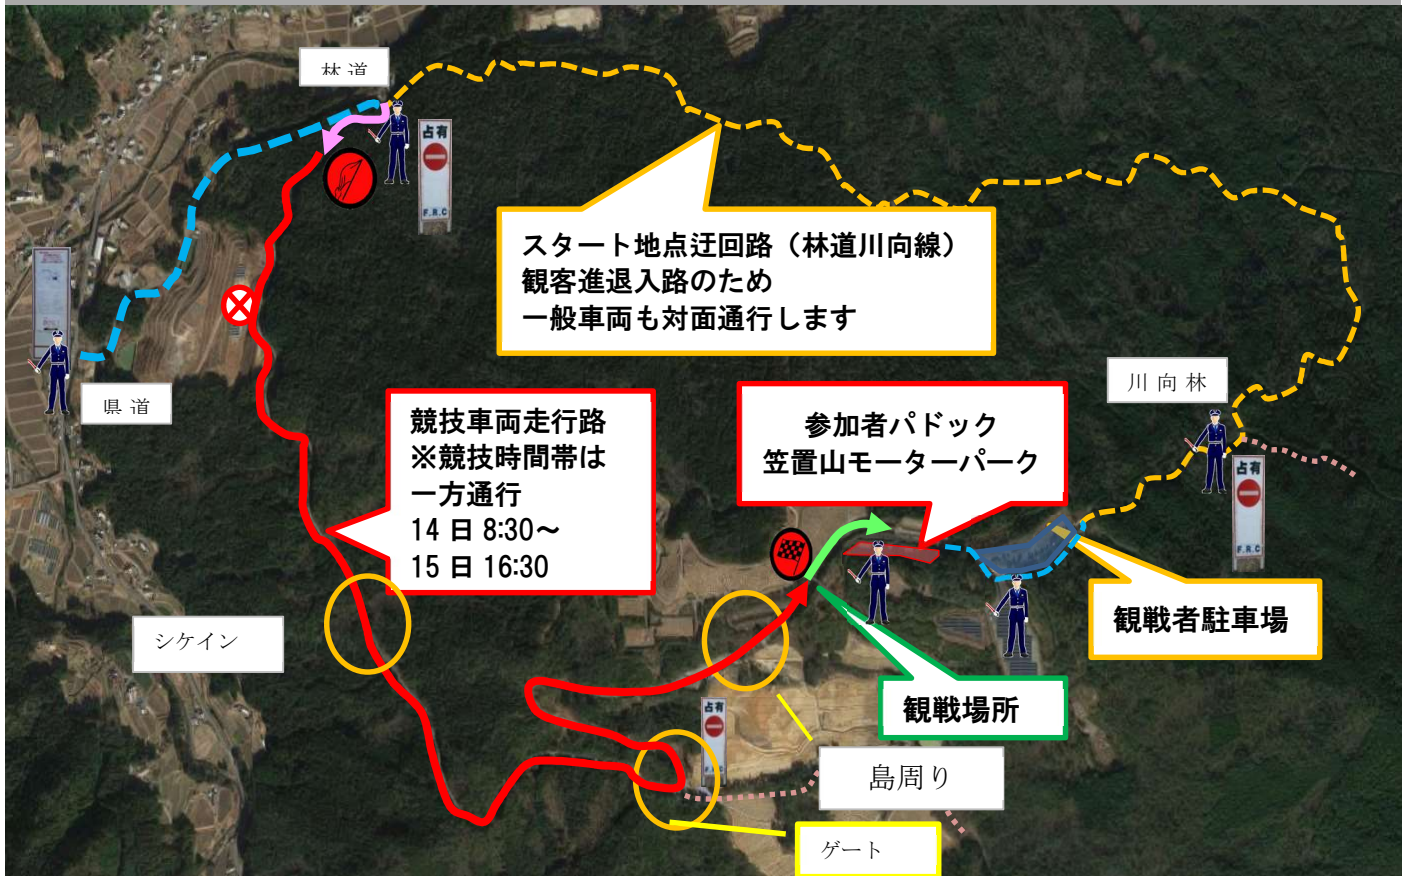 林道
占有
F.R.C
スタート地点迂回路（林道川向線）
観客進退入路のため
一般車両も対面通行します
県道
川向林
競技車両走行路
※競技時間帯は
一方通行
14 日 8:30～
15 日 16:30
参加者パドック
笠置山モーターパーク
占有
F.R.C
観戦者駐車場
シケイン
観戦場所
占有
島周り
ゲート